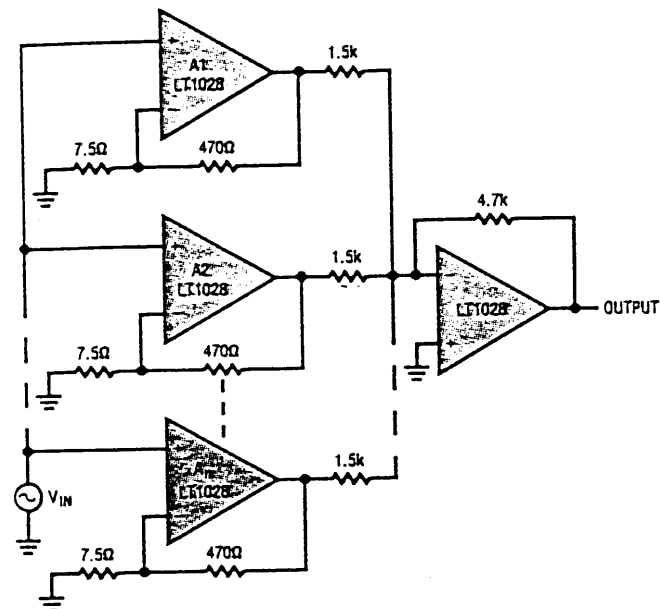 +
A1
LT1028
−
1.5k
7.5Ω
470Ω
4.7k
+
A2
LT1028
−
1.5k
−
LT1028
+
OUTPUT
7.5Ω
470Ω
+
An
LT1028
−
1.5k
VIN
7.5Ω
470Ω